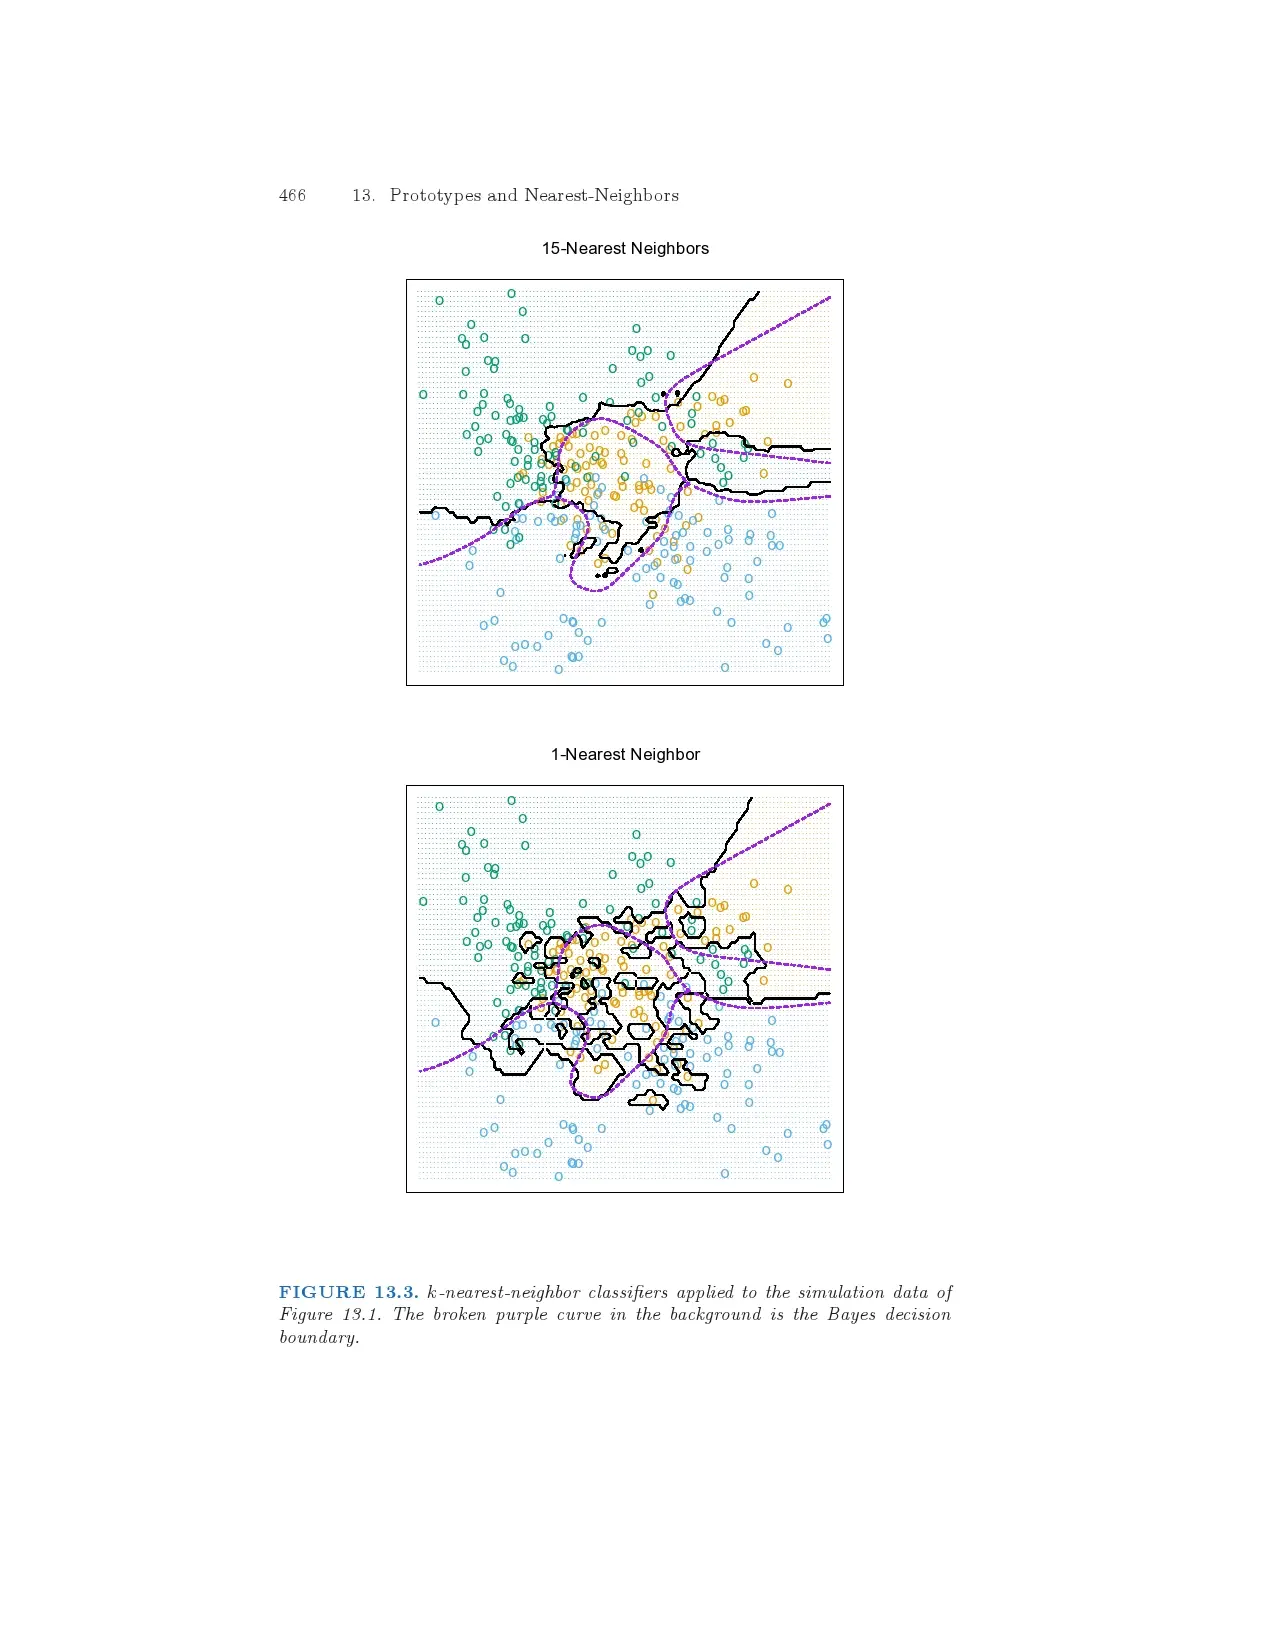 466 13. Prototypes and Nearest-Neighbors
15-Nearest Neighbors
1-Nearest Neighbor
FIGURE 13.3. k-nearest-neighbor classifiers applied to the simulation data of
Figure 13.1. The broken purple curve in the background is the Bayes decision
boundary.